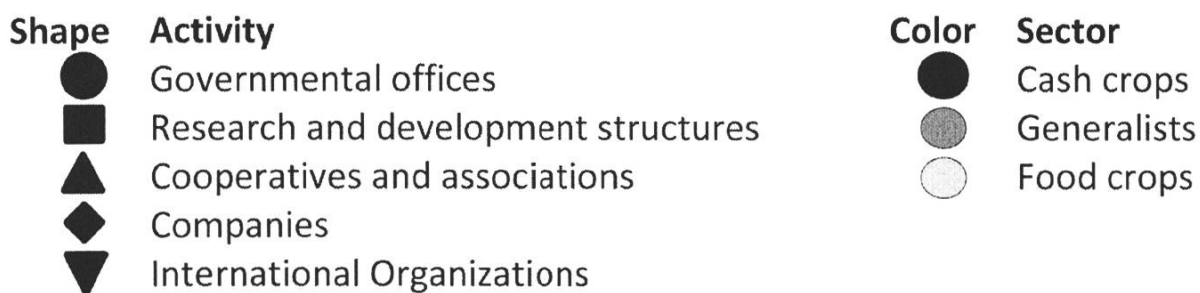 Shape Activity Color Sector
Governmental offices Cash crops
Research and development structures Generalists
Cooperatives and associations Food crops
Companies
International Organizations